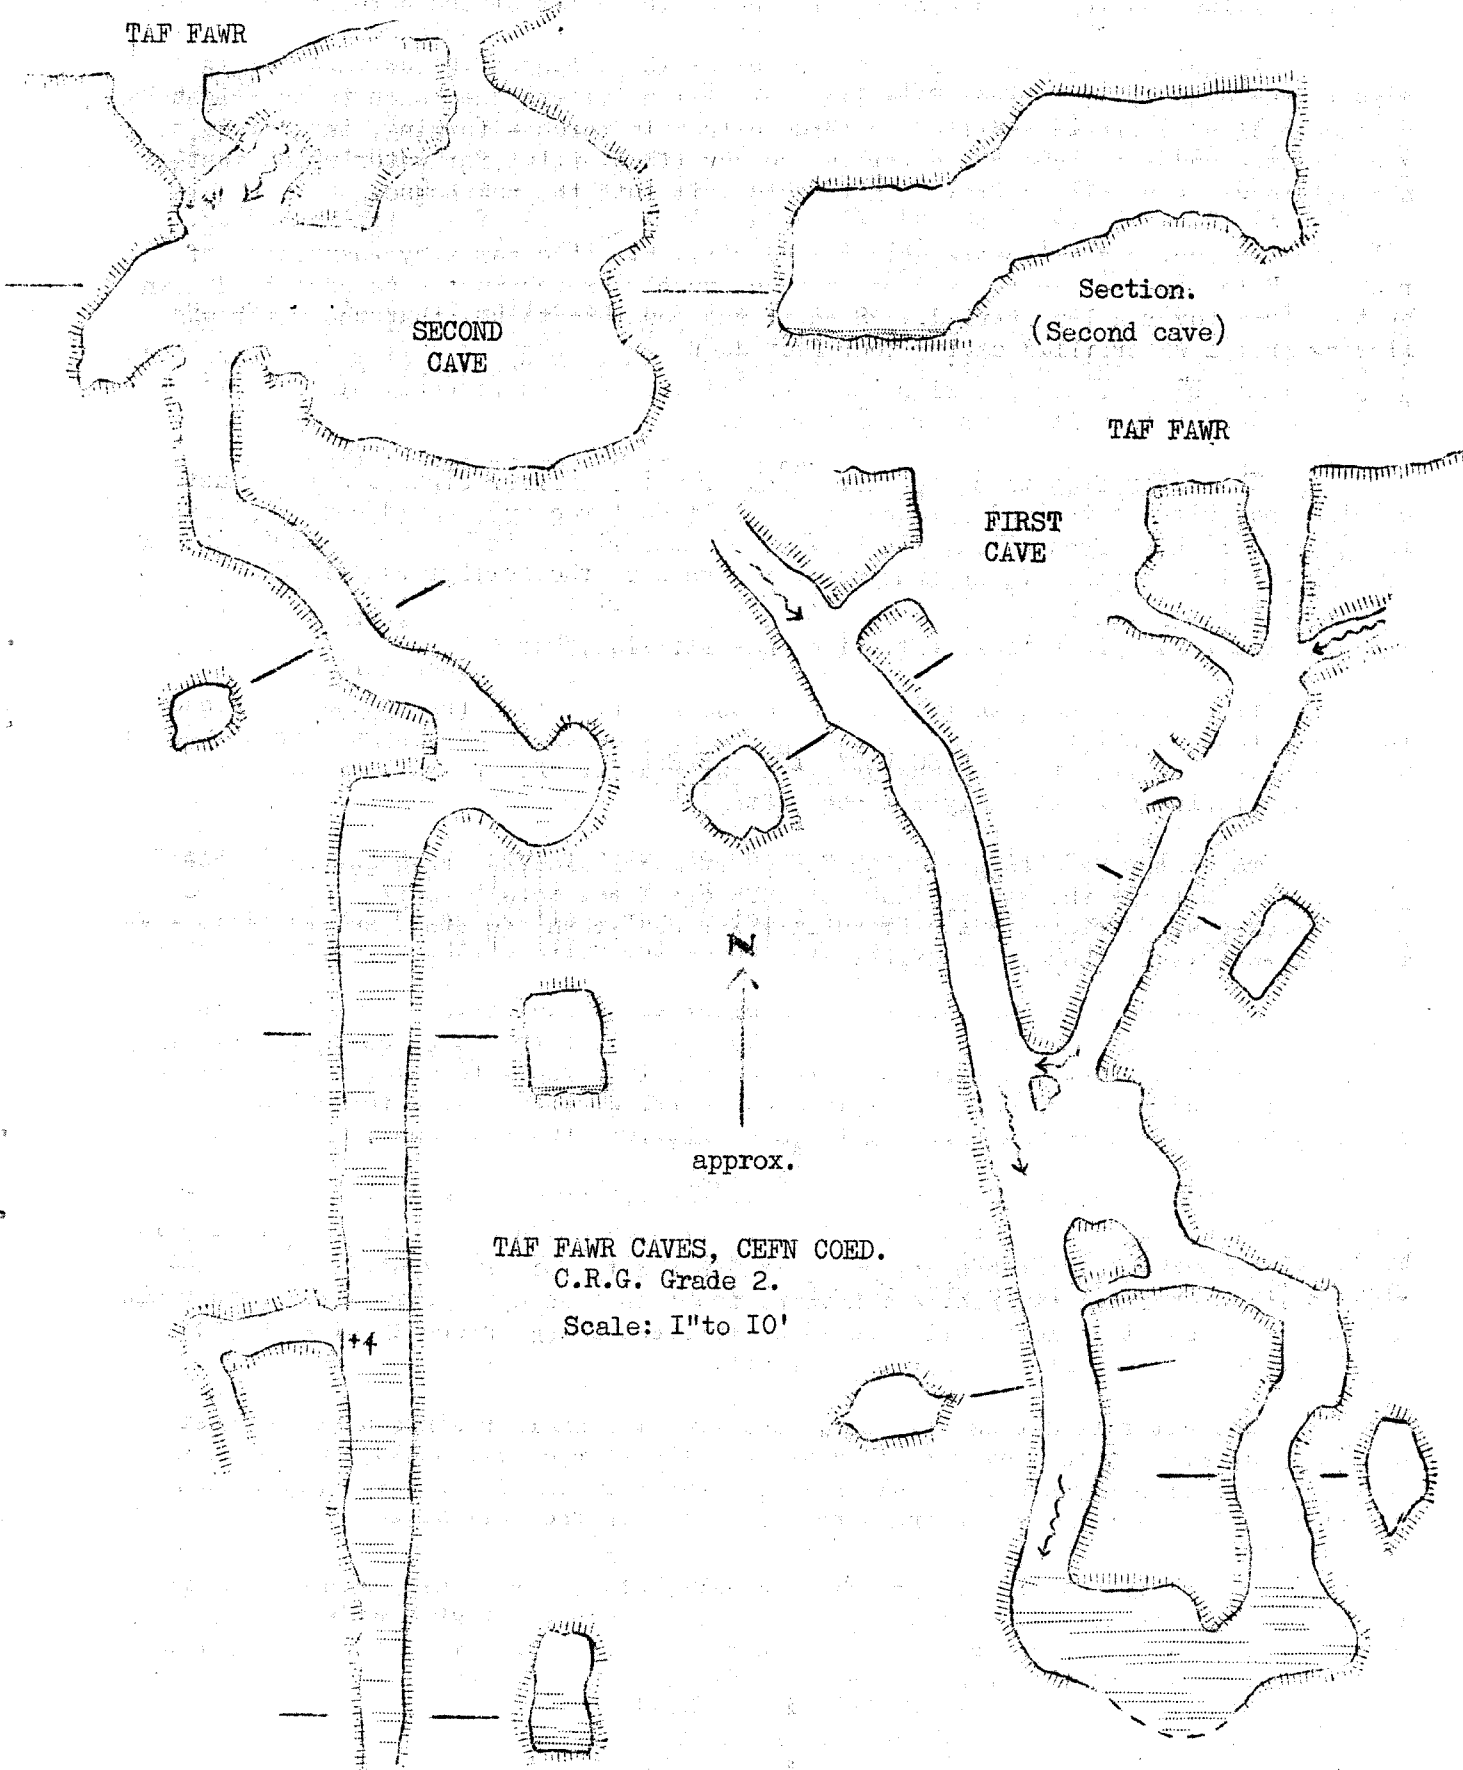 TAF FAWR
SECOND
CAVE
Section.
(Second cave)
TAF FAWR
FIRST
CAVE
N
approx.
TAF FAWR CAVES, CEFN COED.
C.R.G. Grade 2.
Scale: I"to IO'
+4